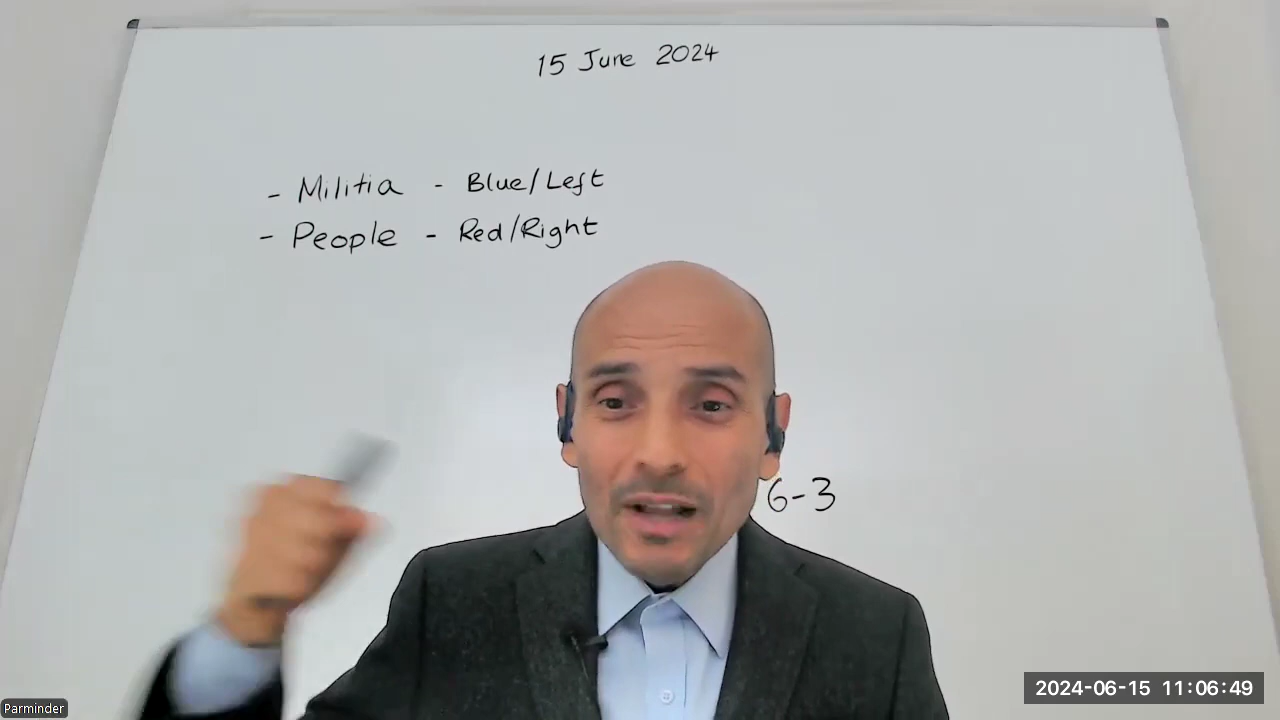 15 June 2024
- Militia - Blue/Left
- People - Red/Right
6-3
Parminder
2024-06-15 11:06:49